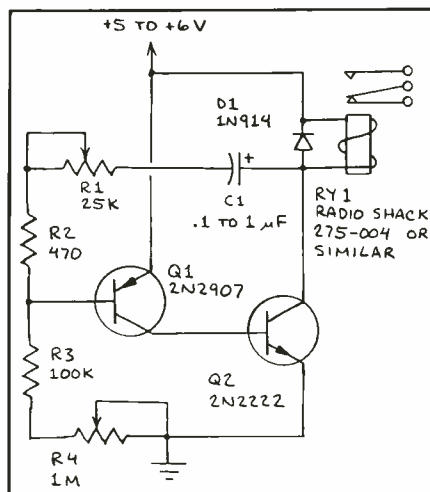 +5 TO +6V
D1
1N914
R1
25K
+
C1
.1 TO 1 µF
RY1
RADIO SHACK
275-004 OR
SIMILAR
R2
470
Q1
2N2907
R3
100K
Q2
2N2222
R4
1M